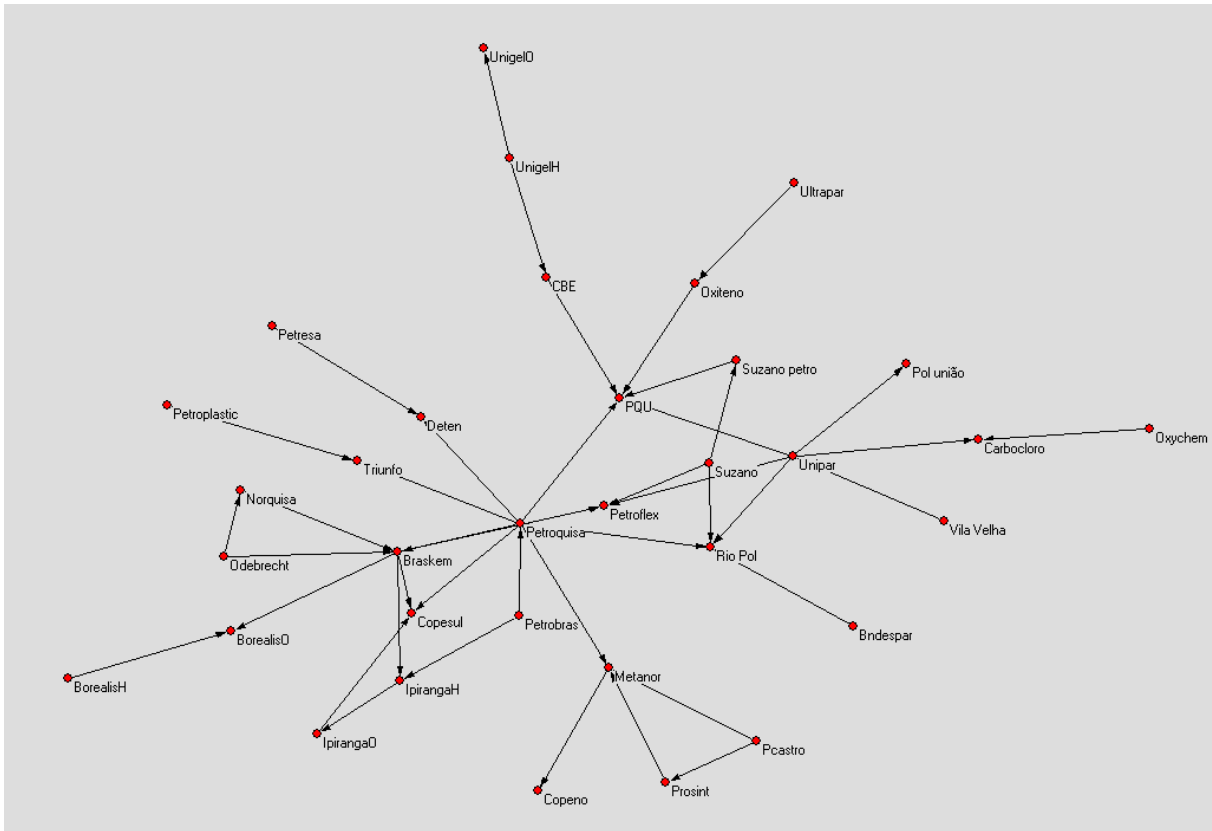 UnigelO
UnigelH
Ultrapar
CBE
Oxiteno
Petresa
Suzano petro
Pol união
Petroplastic
PQU
Deten
Oxychem
Carbocloro
Triunfo
Suzano
Unipar
Norquisa
Petroflex
Petroquisa
Vila Velha
Rio Pol
Odebrecht
Braskem
Copesul
Petrobras
Bndespar
BorealisO
Metanor
BorealisH
IpirangaH
IpirangaO
Pcastro
Prosint
Copeno